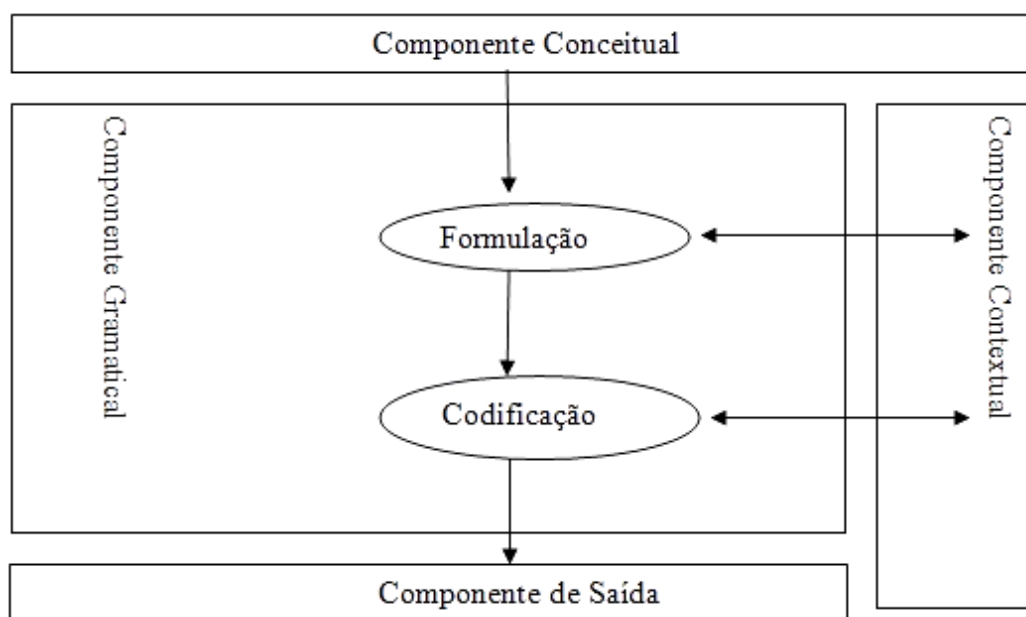 Componente Conceitual
Componente Gramatical
Formulação
Codificação
Componente Contextual
Componente de Saída